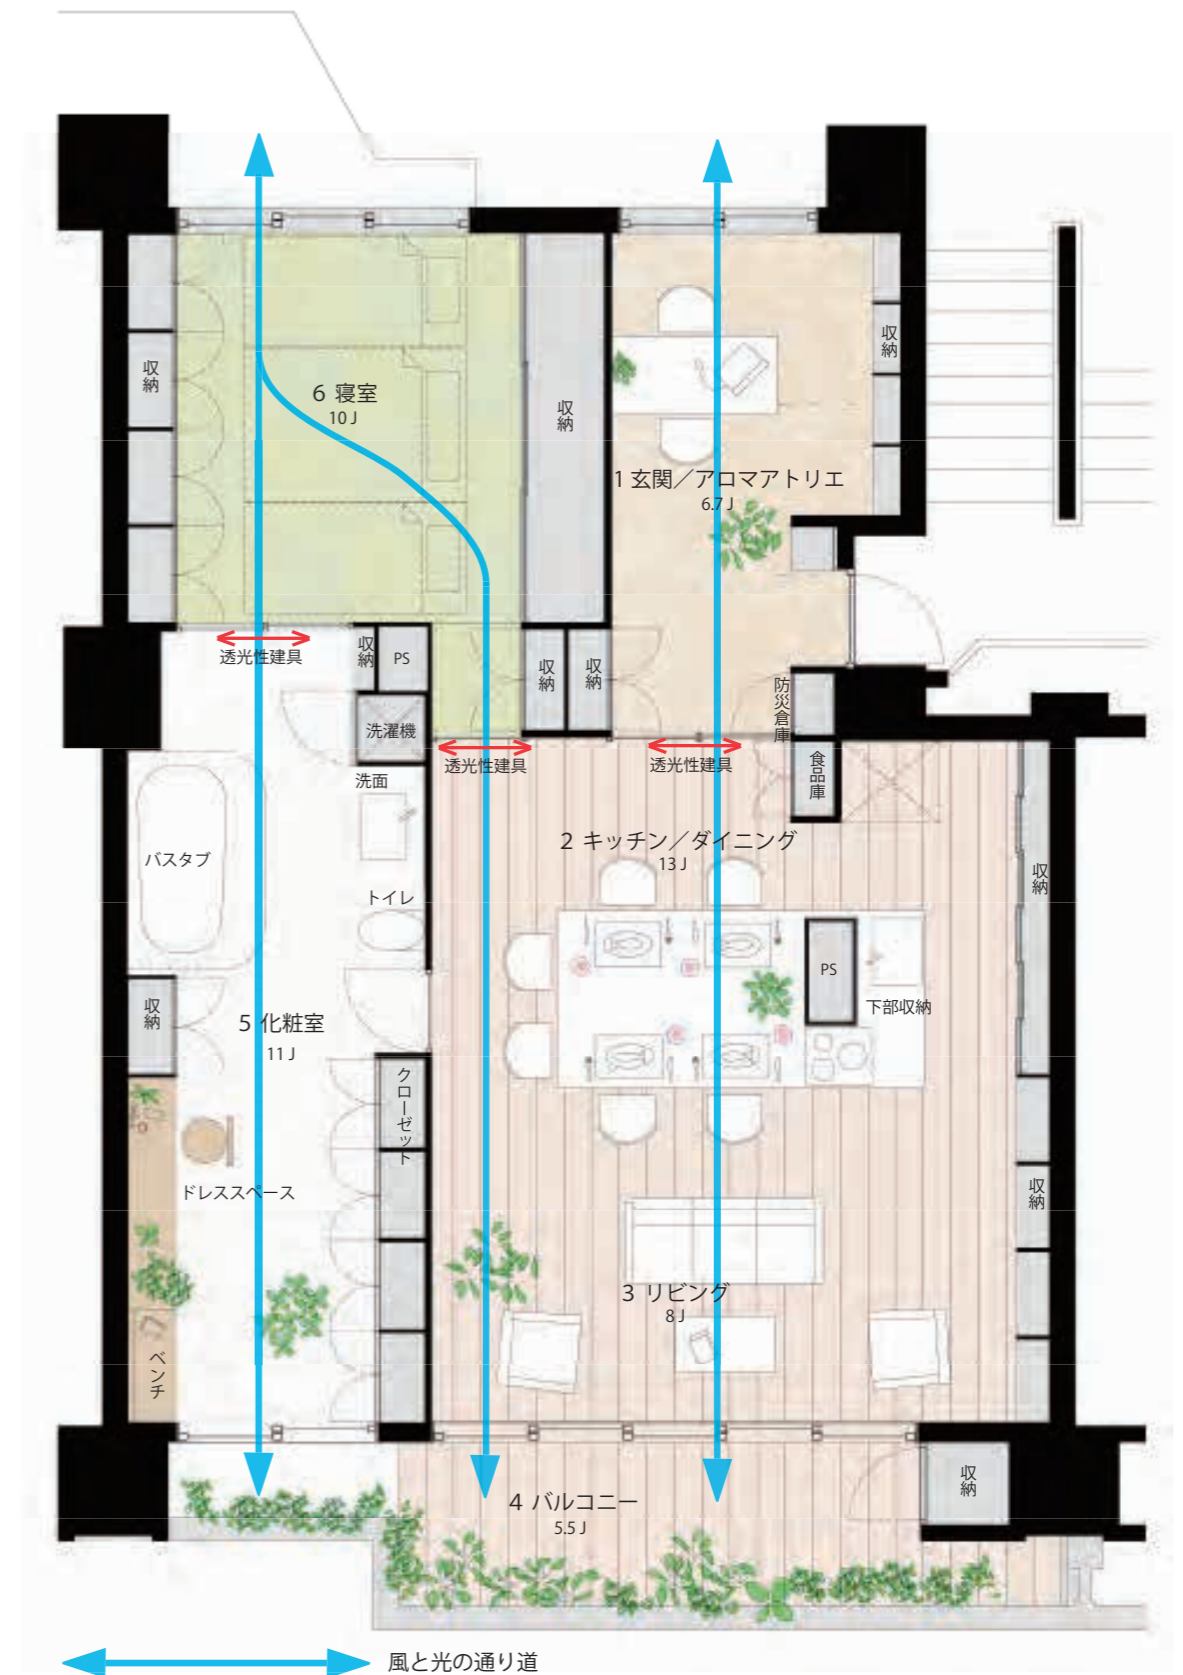 収納
6 寝室
10 J
収納
収納
1 玄関／アロマアトリエ
6.7 J
透光性建具
収納
PS
収納
収納
防災倉庫
洗濯機
透光性建具
透光性建具
食品庫
洗面
2 キッチン／ダイニング
13 J
バスタブ
収納
トイレ
PS
下部収納
収納
5 化粧室
11 J
クローゼット
ドレススペース
収納
3 リビング
8 J
ベンチ
収納
4 バルコニー
5.5 J
風と光の通り道